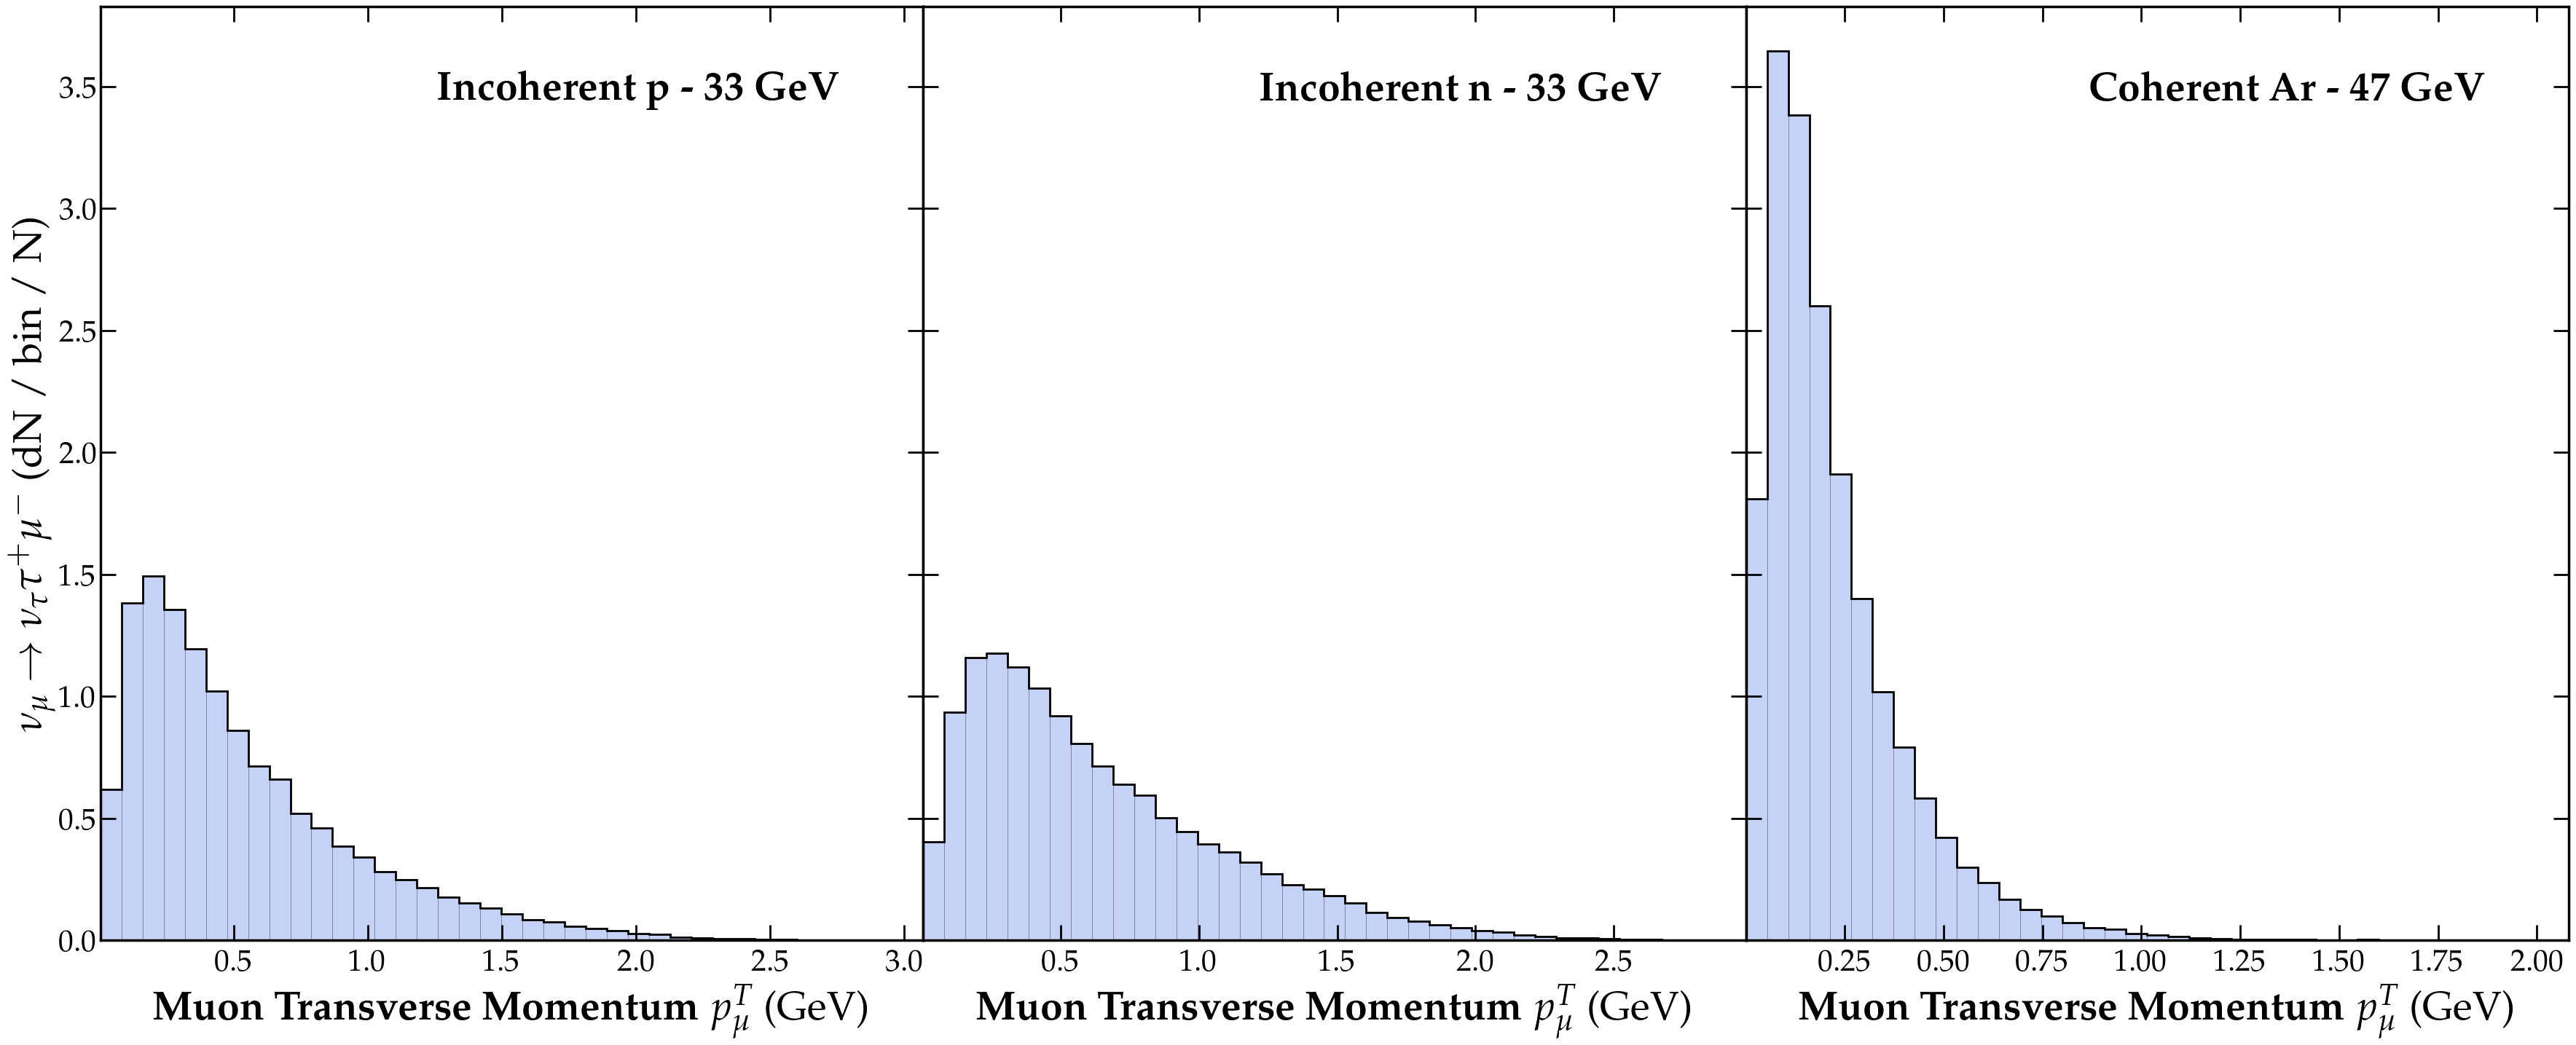 Incoherent p - 33 GeV
Incoherent n - 33 GeV
Coherent Ar - 47 GeV
ν_μ → ν_τ τ⁺ μ⁻ (dN / bin / N)
3.5
3.0
2.5
2.0
1.5
1.0
0.5
0.0
0.5 1.0 1.5 2.0 2.5 3.0
0.5 1.0 1.5 2.0 2.5
0.25 0.50 0.75 1.00 1.25 1.50 1.75 2.00
Muon Transverse Momentum p_μ^T (GeV)
Muon Transverse Momentum p_μ^T (GeV)
Muon Transverse Momentum p_μ^T (GeV)